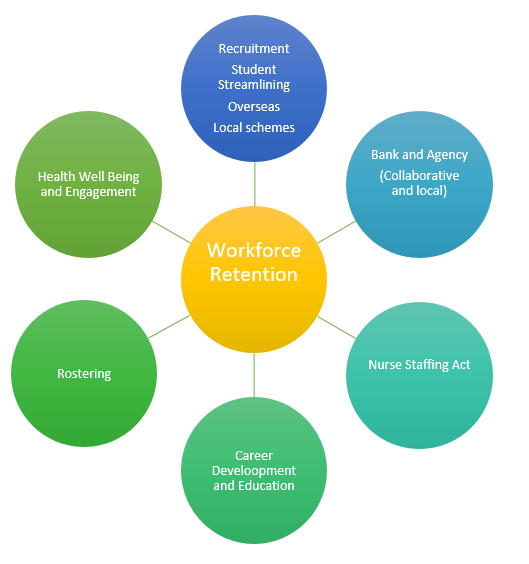 Recruitment
Student
Streamlining
Overseas
Local schemes
Bank and Agency
(Collaborative
and local)
Health Well Being
and Engagement
Workforce
Retention
Nurse Staffing Act
Rostering
Career
Develoopment
and Education